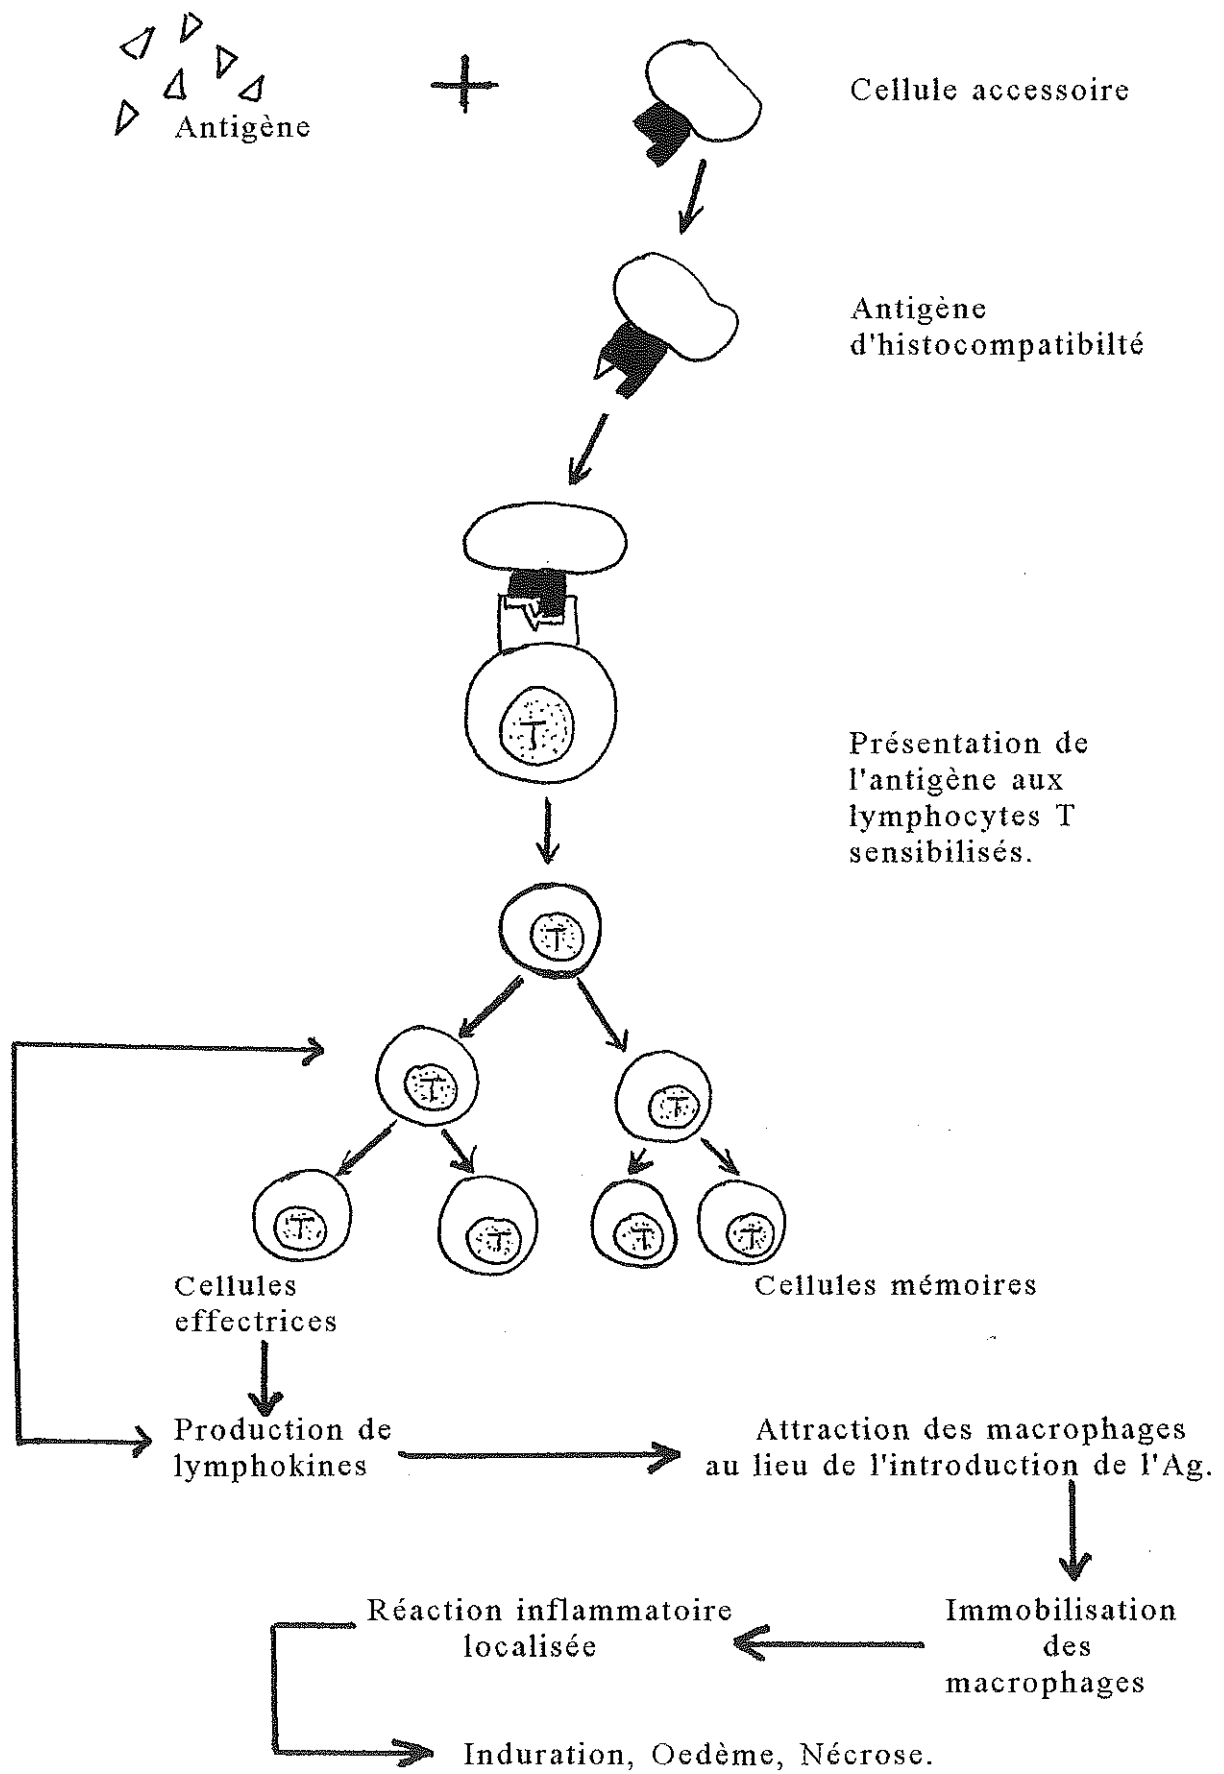 Antigène
+
Cellule accessoire
Antigène
d'histocompatibilté
T
Présentation de
l'antigène aux
lymphocytes T
sensibilisés.
T
T
T
T
T
T
T
Cellules
effectrices
Cellules mémoires
Production de
lymphokines
Attraction des macrophages
au lieu de l'introduction de l'Ag.
Réaction inflammatoire
localisée
Immobilisation
des
macrophages
Induration, Oedème, Nécrose.